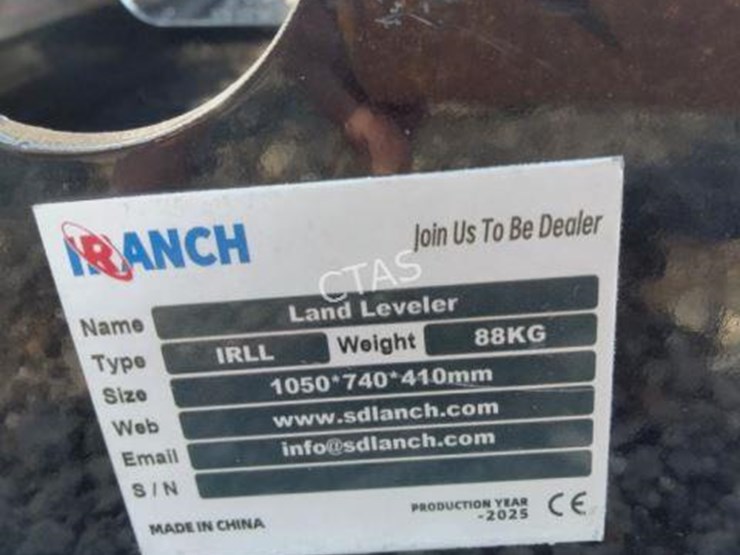 IRANCH
Join Us To Be Dealer
CTAS
Name Land Leveler
Type IRLL Weight 88KG
Size 1050*740*410mm
Web www.sdlanch.com
Email info@sdlanch.com
S / N
PRODUCTION YEAR
-2025
CE
MADE IN CHINA